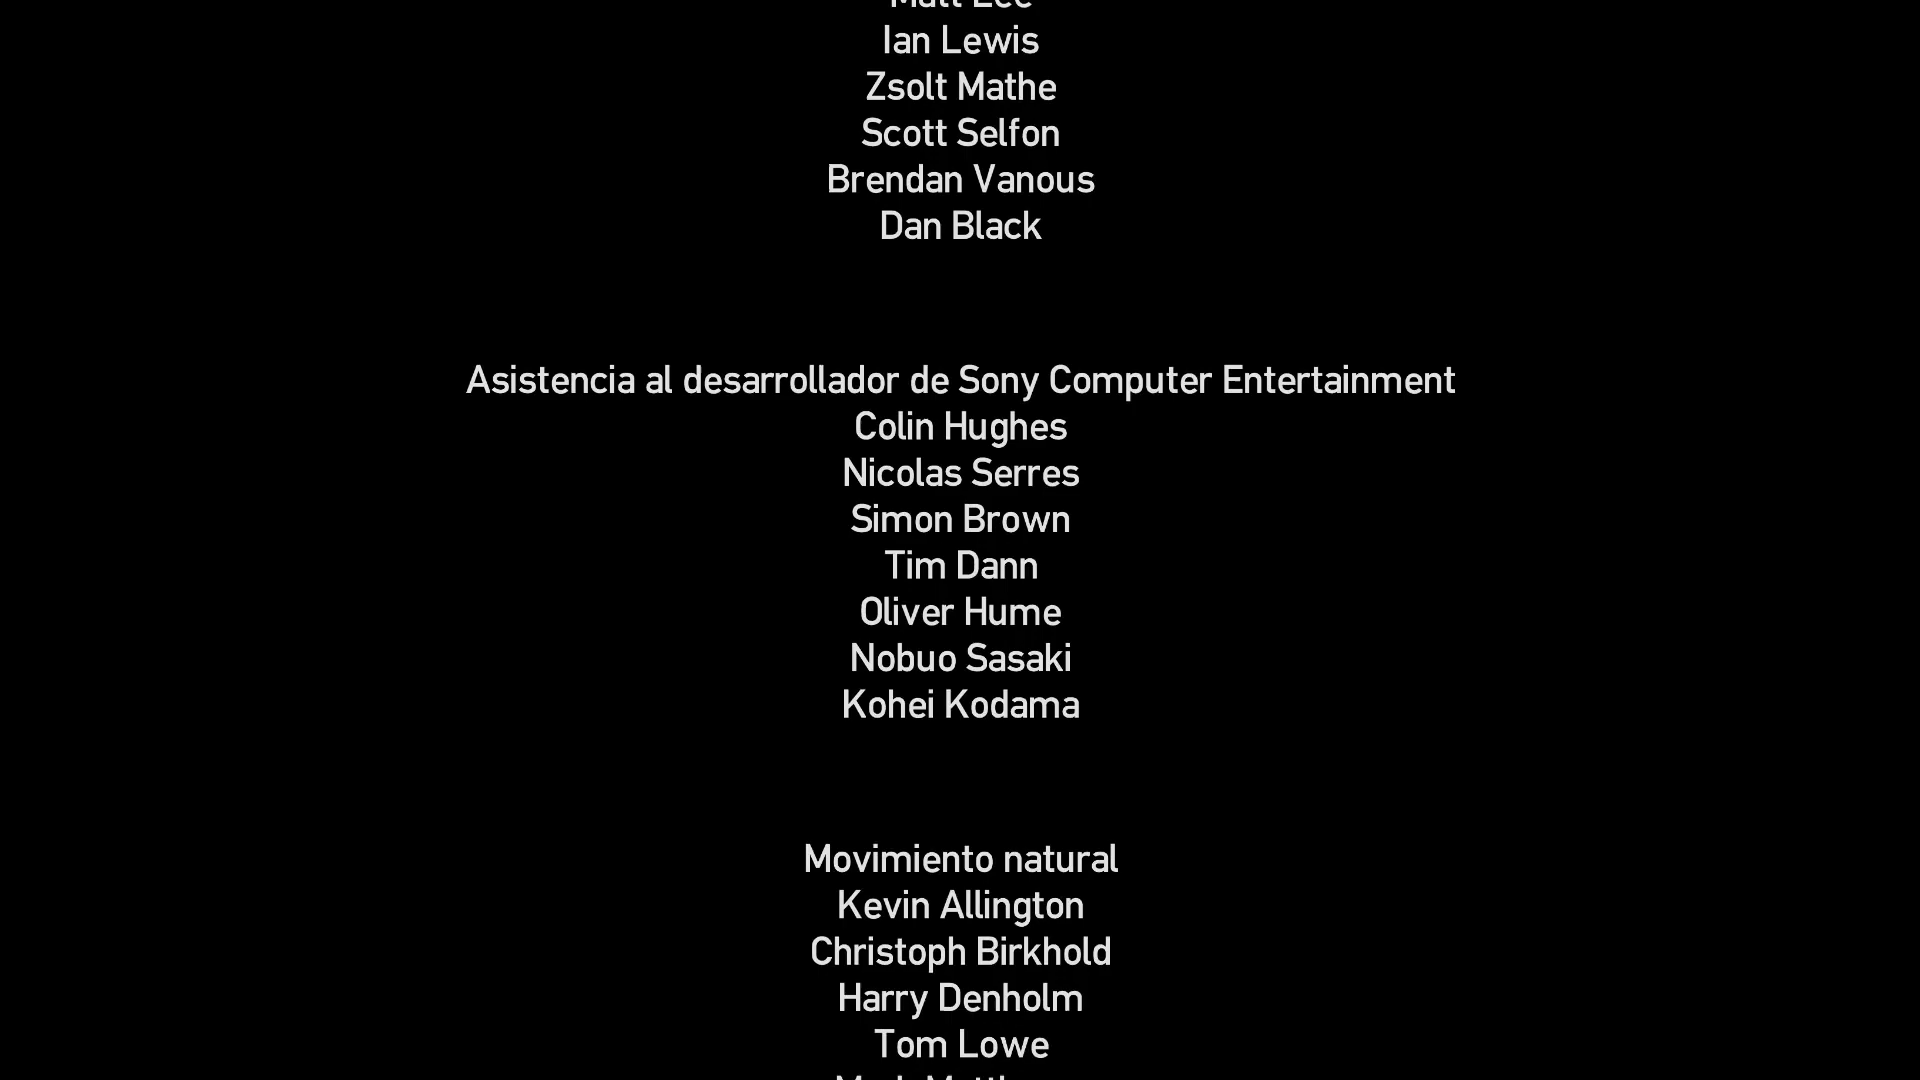 Matt Lee
Ian Lewis
Zsolt Mathe
Scott Selfon
Brendan Vanous
Dan Black
Asistencia al desarrollador de Sony Computer Entertainment
Colin Hughes
Nicolas Serres
Simon Brown
Tim Dann
Oliver Hume
Nobuo Sasaki
Kohei Kodama
Movimiento natural
Kevin Allington
Christoph Birkhold
Harry Denholm
Tom Lowe